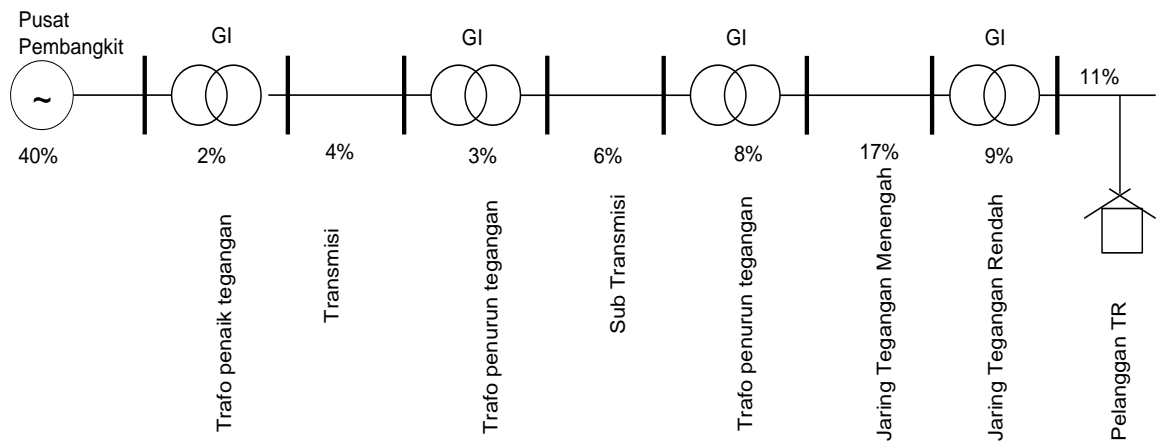 Pusat
Pembangkit
GI
GI
GI
GI
~
11%
40%
2%
4%
3%
6%
8%
17%
9%
Trafo penaik tegangan
Transmisi
Trafo penurun tegangan
Sub Transmisi
Trafo penurun tegangan
Jaring Tegangan Menengah
Jaring Tegangan Rendah
Pelanggan TR